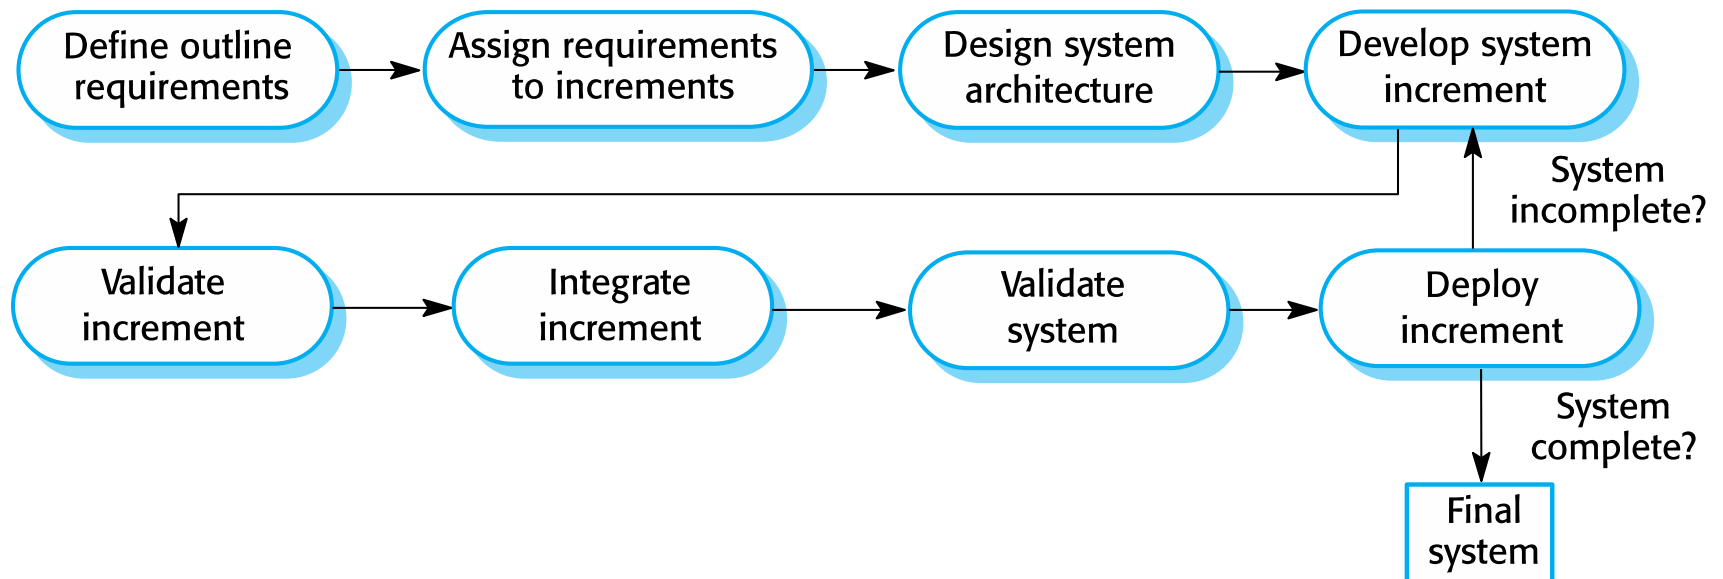 Define outline
requirements
Assign requirements
to increments
Design system
architecture
Develop system
increment
System
incomplete?
Validate
increment
Integrate
increment
Validate
system
Deploy
increment
System
complete?
Final
system